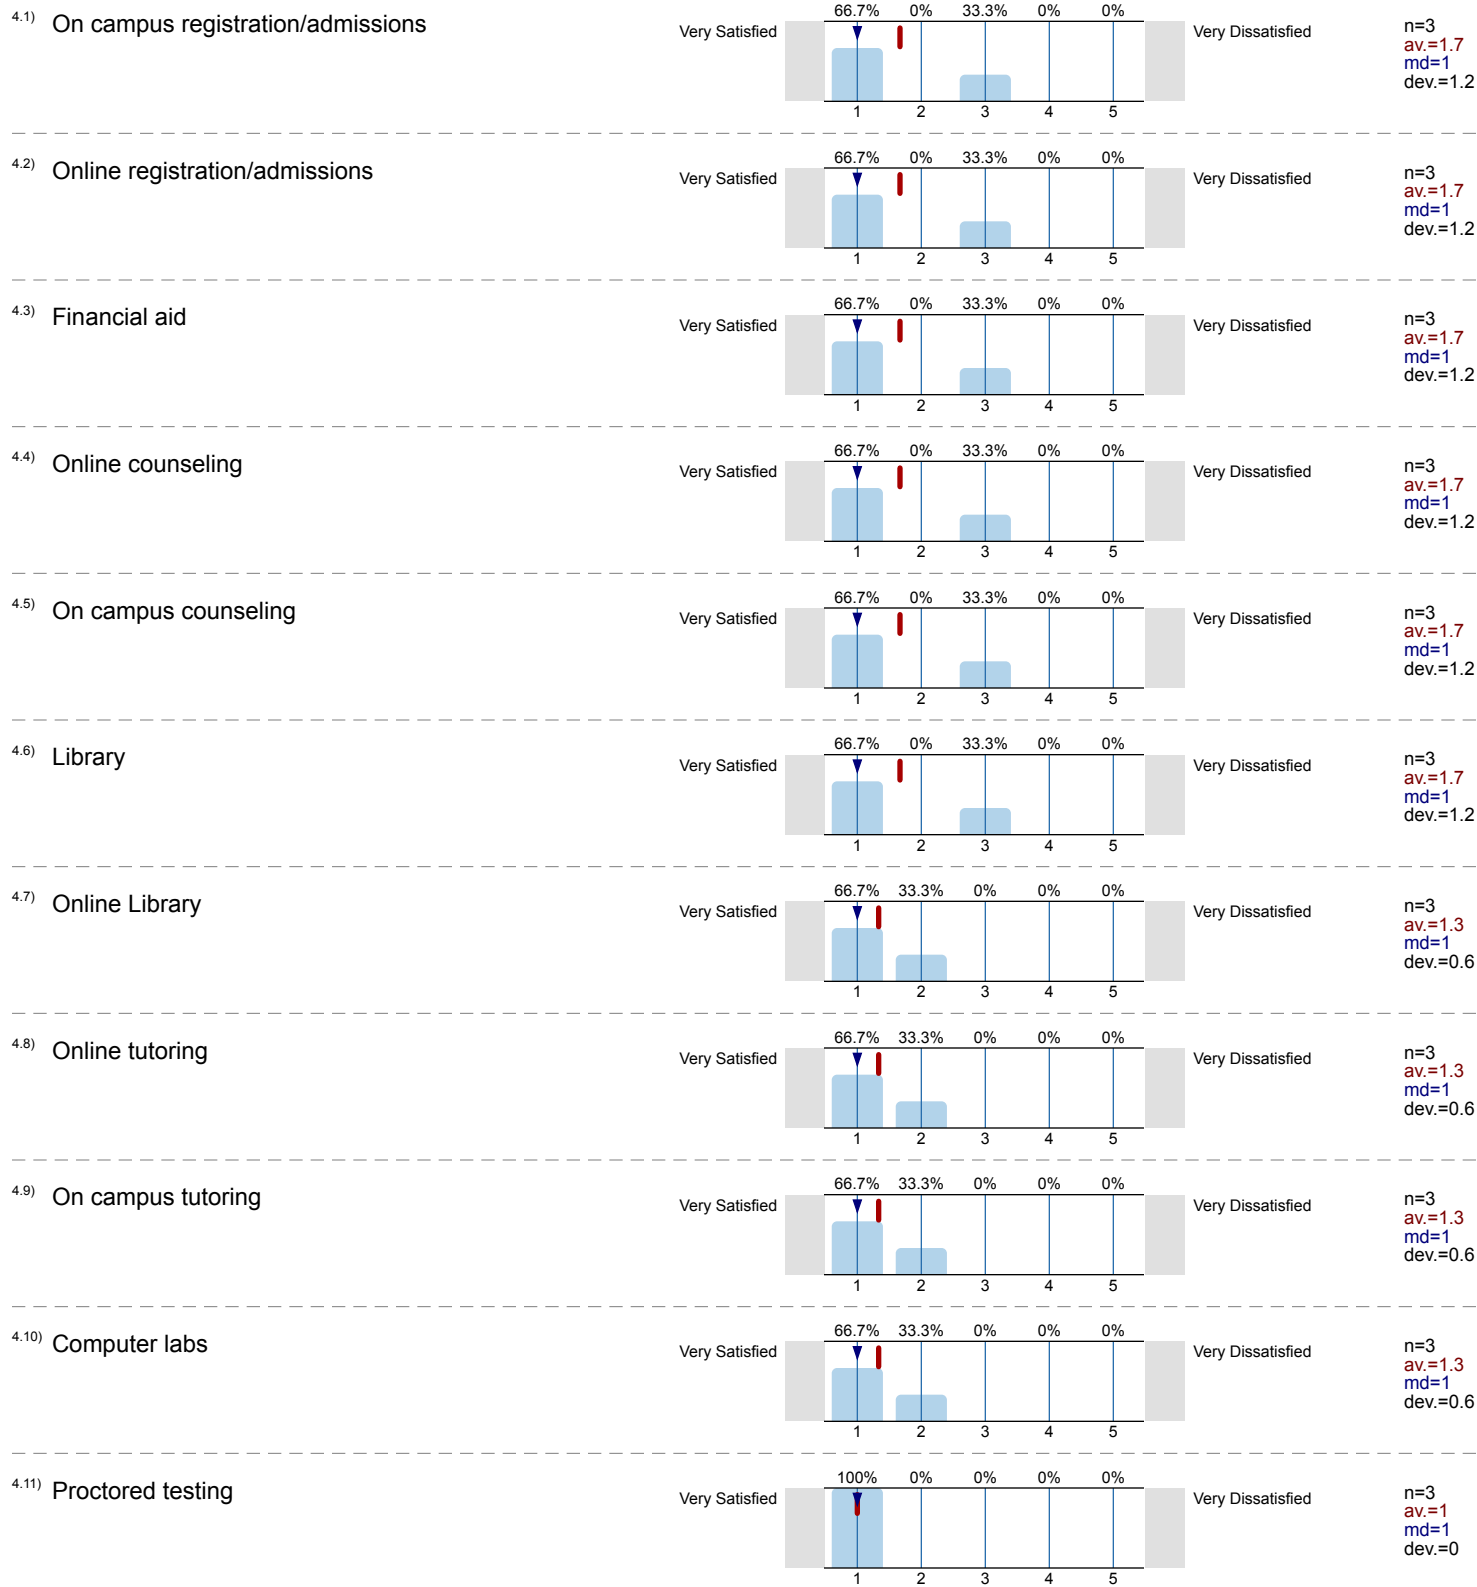 4.1) On campus registration/admissions
66.7% 0% 33.3% 0% 0%
Very Satisfied Very Dissatisfied
n=3
av.=1.7
md=1
dev.=1.2
1 2 3 4 5
4.2) Online registration/admissions
66.7% 0% 33.3% 0% 0%
Very Satisfied Very Dissatisfied
n=3
av.=1.7
md=1
dev.=1.2
1 2 3 4 5
4.3) Financial aid
66.7% 0% 33.3% 0% 0%
Very Satisfied Very Dissatisfied
n=3
av.=1.7
md=1
dev.=1.2
1 2 3 4 5
4.4) Online counseling
66.7% 0% 33.3% 0% 0%
Very Satisfied Very Dissatisfied
n=3
av.=1.7
md=1
dev.=1.2
1 2 3 4 5
4.5) On campus counseling
66.7% 0% 33.3% 0% 0%
Very Satisfied Very Dissatisfied
n=3
av.=1.7
md=1
dev.=1.2
1 2 3 4 5
4.6) Library
66.7% 0% 33.3% 0% 0%
Very Satisfied Very Dissatisfied
n=3
av.=1.7
md=1
dev.=1.2
1 2 3 4 5
4.7) Online Library
66.7% 33.3% 0% 0% 0%
Very Satisfied Very Dissatisfied
n=3
av.=1.3
md=1
dev.=0.6
1 2 3 4 5
4.8) Online tutoring
66.7% 33.3% 0% 0% 0%
Very Satisfied Very Dissatisfied
n=3
av.=1.3
md=1
dev.=0.6
1 2 3 4 5
4.9) On campus tutoring
66.7% 33.3% 0% 0% 0%
Very Satisfied Very Dissatisfied
n=3
av.=1.3
md=1
dev.=0.6
1 2 3 4 5
4.10) Computer labs
66.7% 33.3% 0% 0% 0%
Very Satisfied Very Dissatisfied
n=3
av.=1.3
md=1
dev.=0.6
1 2 3 4 5
4.11) Proctored testing
100% 0% 0% 0% 0%
Very Satisfied Very Dissatisfied
n=3
av.=1
md=1
dev.=0
1 2 3 4 5